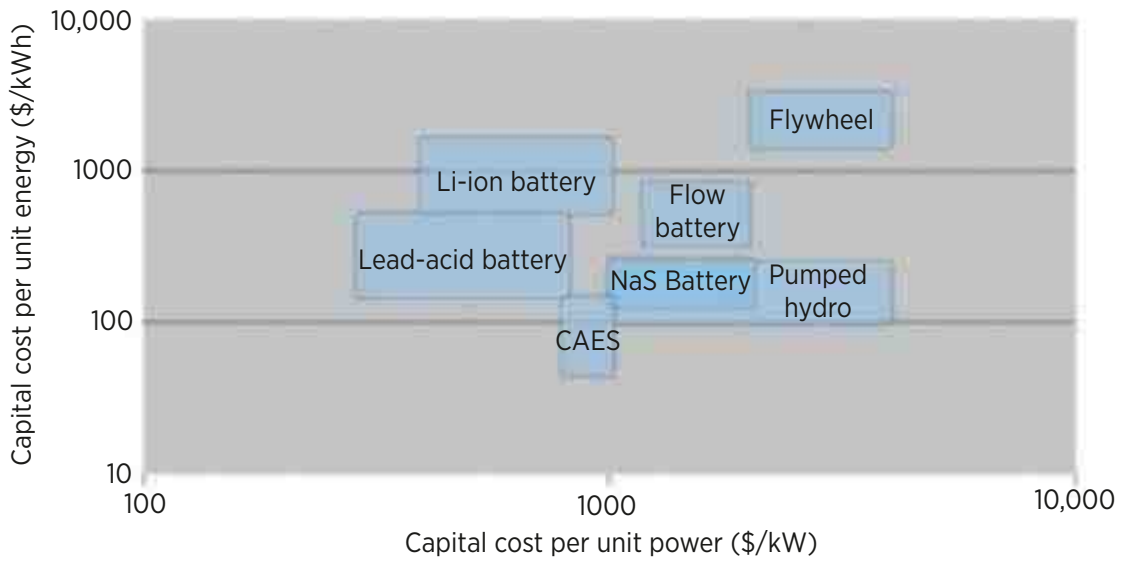 Capital cost per unit energy ($/kWh)
10,000
1000
100
10
Flywheel
Li-ion battery
Flow
battery
Lead-acid battery
NaS Battery
Pumped
hydro
CAES
100
1000
10,000
Capital cost per unit power ($/kW)